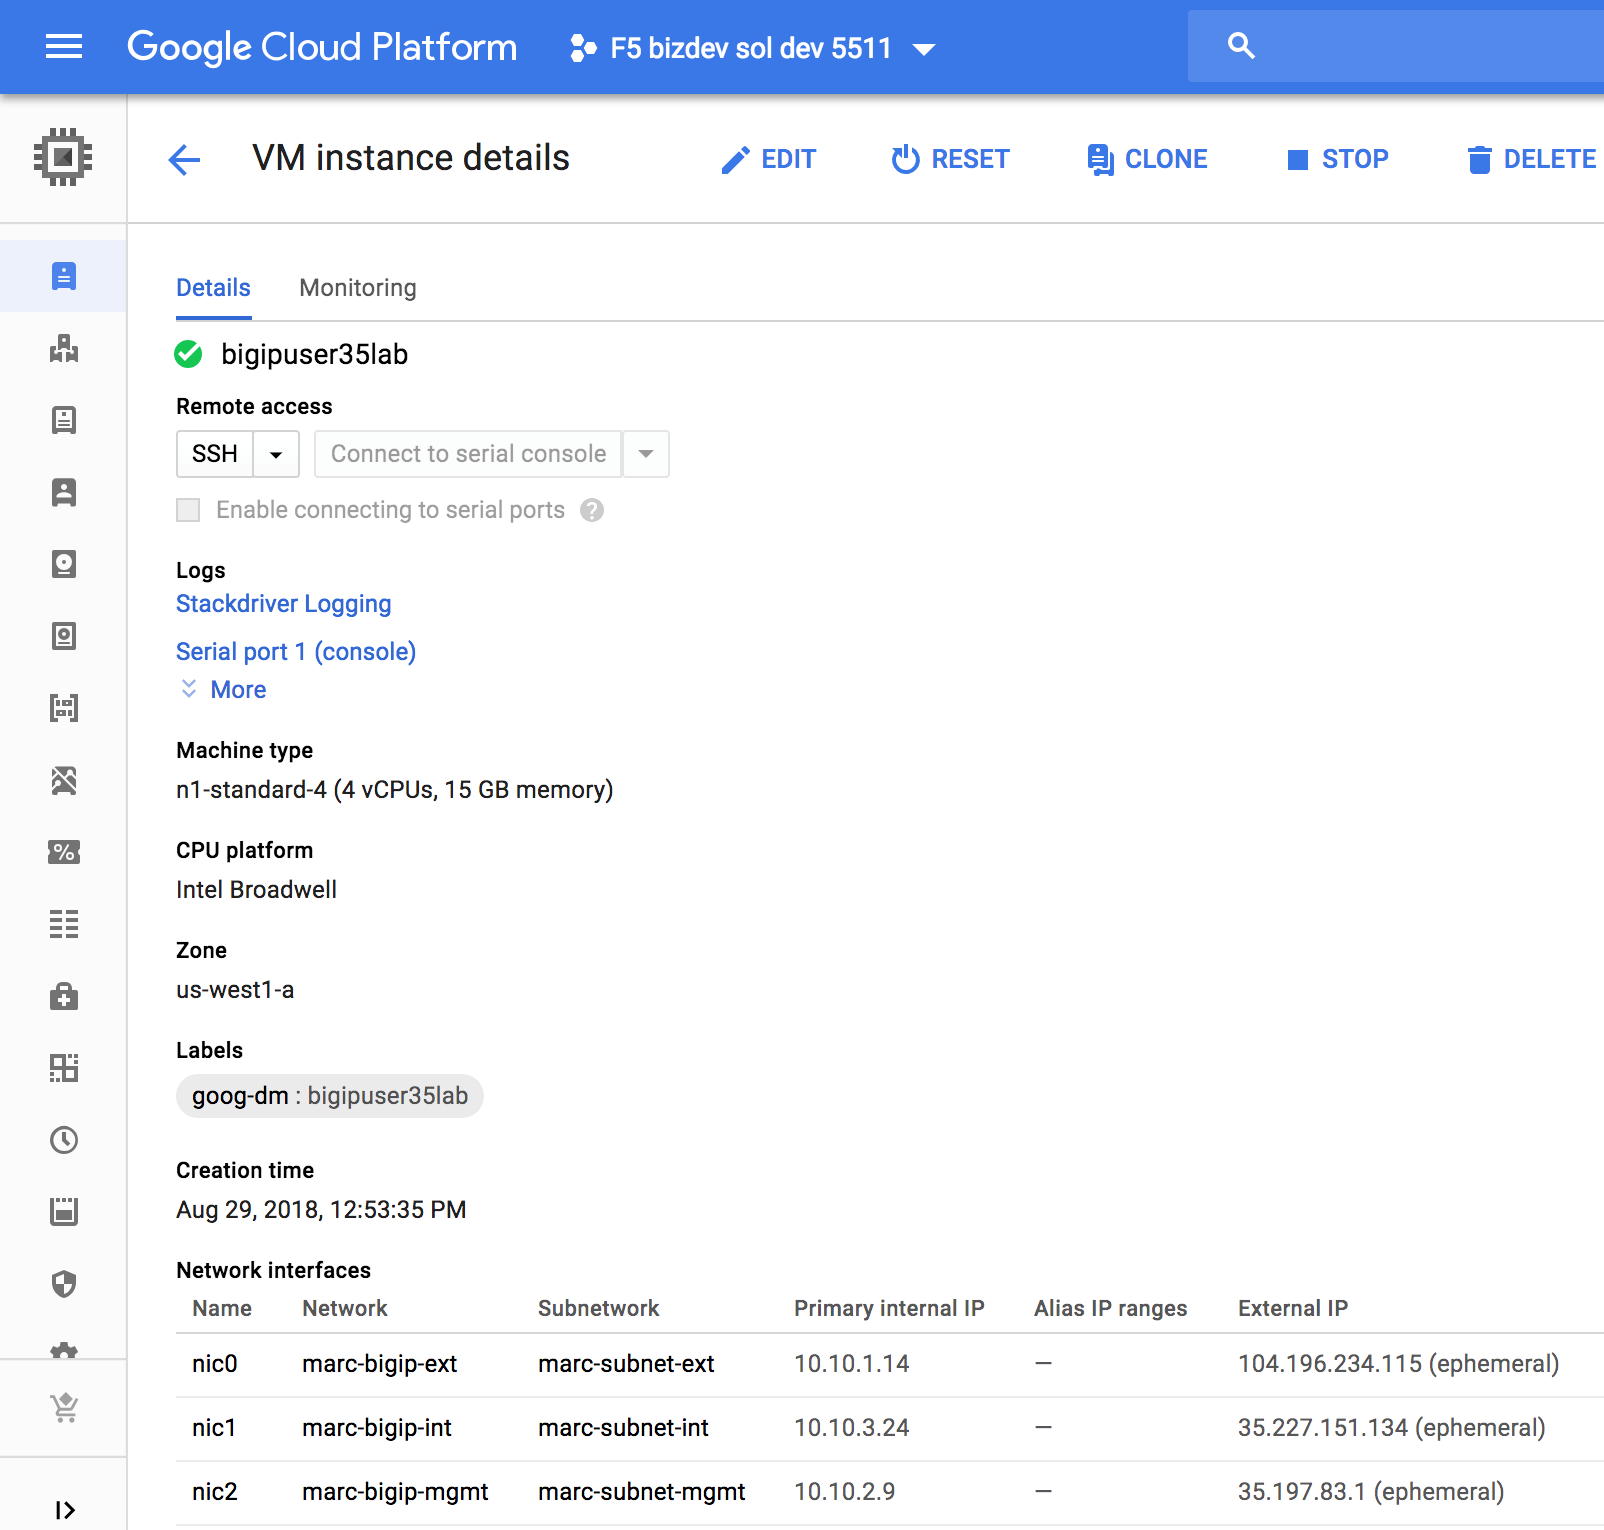 Google Cloud Platform F5 bizdev sol dev 5511
VM instance details EDIT RESET CLONE STOP DELETE
Details Monitoring
bigipuser35lab
Remote access
SSH Connect to serial console
Enable connecting to serial ports ?
Logs
Stackdriver Logging
Serial port 1 (console)
More
Machine type
n1-standard-4 (4 vCPUs, 15 GB memory)
CPU platform
Intel Broadwell
Zone
us-west1-a
Labels
goog-dm : bigipuser35lab
Creation time
Aug 29, 2018, 12:53:35 PM
Network interfaces
Name Network Subnetwork Primary internal IP Alias IP ranges External IP
nic0 marc-bigip-ext marc-subnet-ext 10.10.1.14 — 104.196.234.115 (ephemeral)
nic1 marc-bigip-int marc-subnet-int 10.10.3.24 — 35.227.151.134 (ephemeral)
nic2 marc-bigip-mgmt marc-subnet-mgmt 10.10.2.9 — 35.197.83.1 (ephemeral)